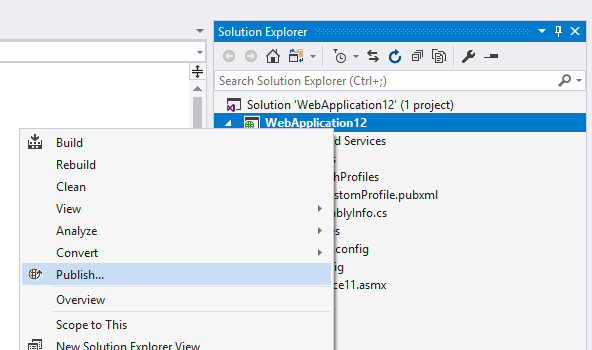 Solution Explorer
Search Solution Explorer (Ctrl+;)
Solution 'WebApplication12' (1 project)
WebApplication12
Build
d Services
Rebuild
s
Clean
hProfiles
View
stomProfile.pubxml
Analyze
blyInfo.cs
es
Convert
config
Publish...
ig
Overview
ce11.asmx
Scope to This
New Solution Explorer View